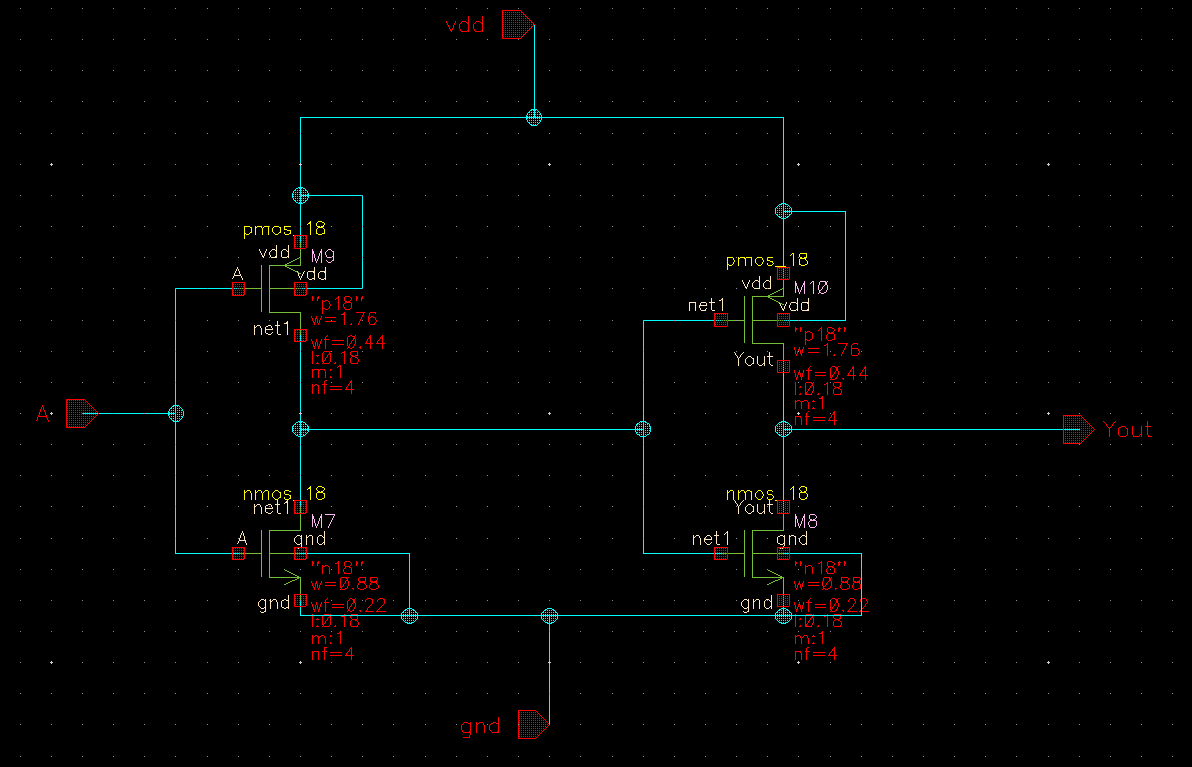 vdd
pmos_18
vdd
M9
A
vdd
"p18"
w=1.76
net1
wf=0.44
l:0.18
m:1
nf=4
pmos_18
vdd
M10
net1
vdd
"p18"
w=1.76
Yout
wf=0.44
l:0.18
m:1
nf=4
A
Yout
nmos_18
net1
M7
A
gnd
"n18"
w=0.88
gnd
wf=0.22
l:0.18
m:1
nf=4
nmos_18
Yout
M8
net1
gnd
"n18"
w=0.88
gnd
wf=0.22
l:0.18
m:1
nf=4
gnd